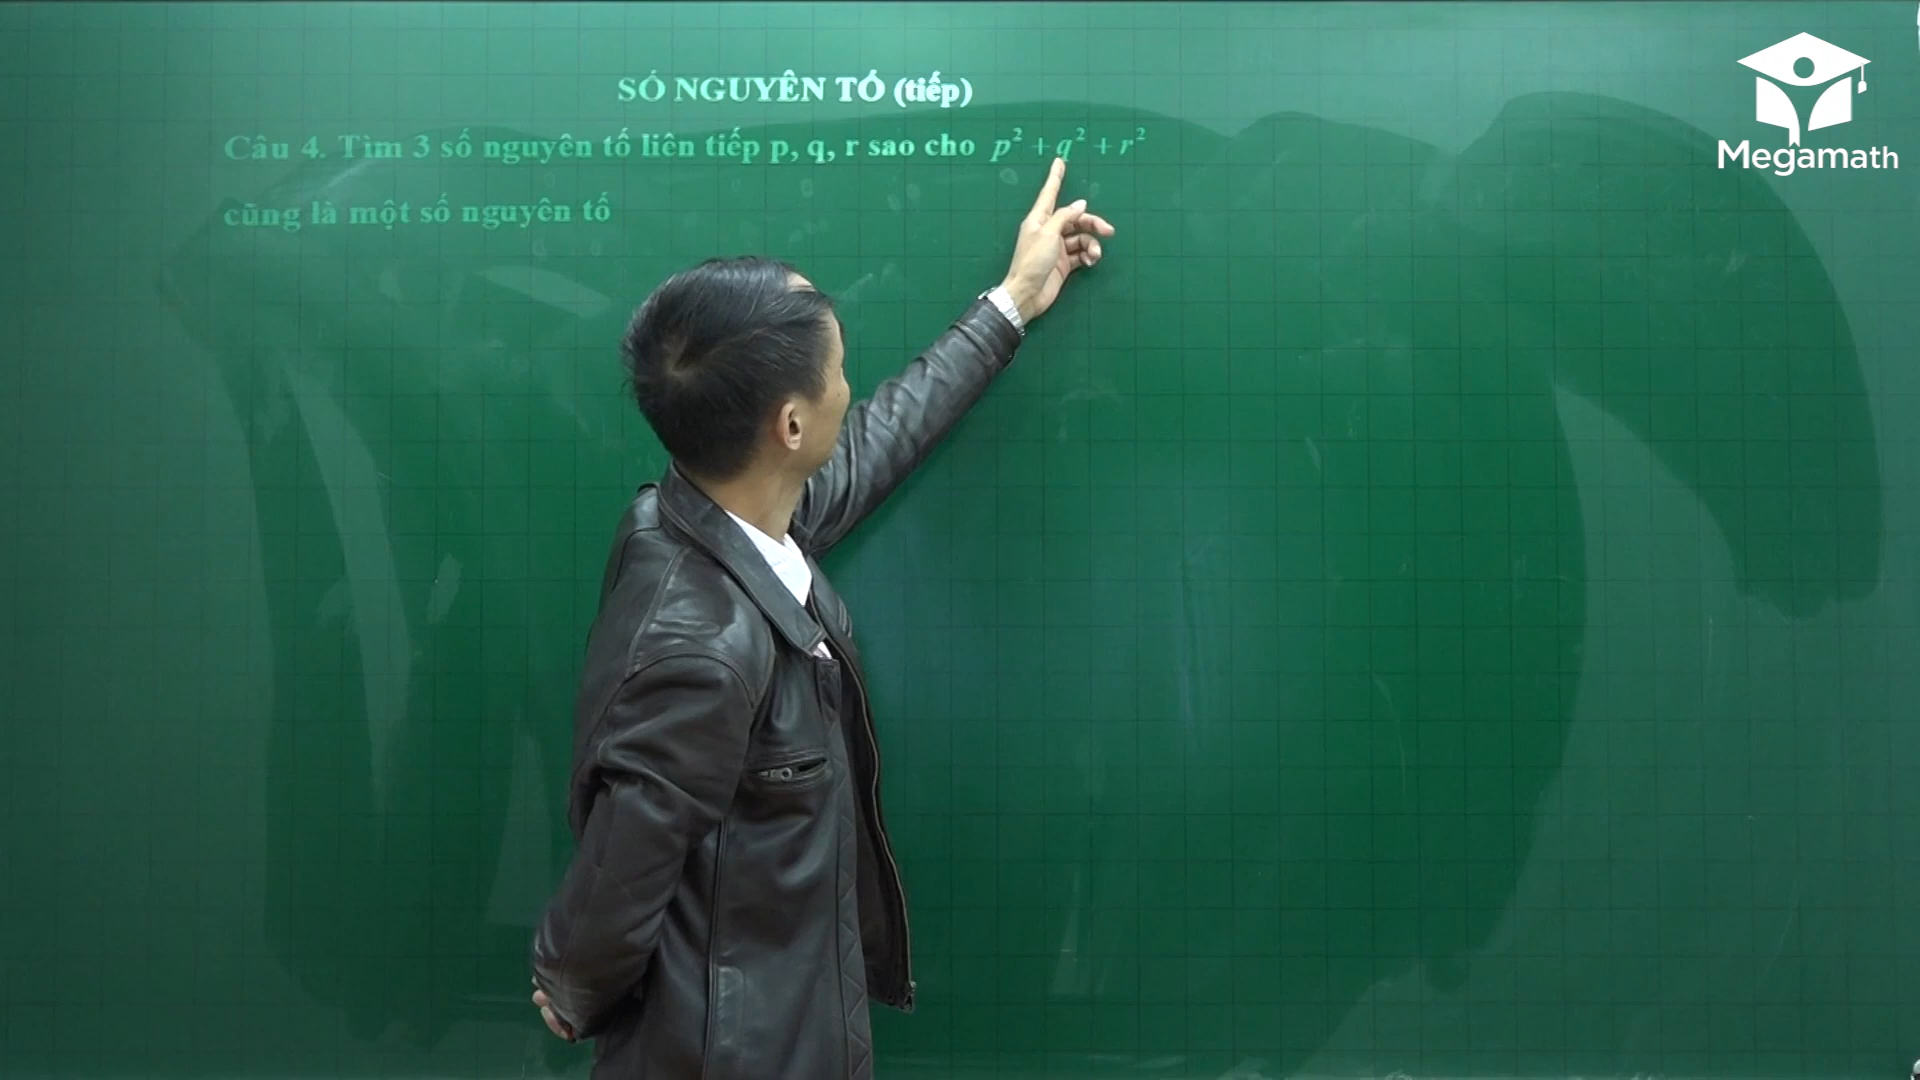 SỐ NGUYÊN TỐ (tiếp)
Câu 4. Tìm 3 số nguyên tố liên tiếp p, q, r sao cho p² + q² + r²
cũng là một số nguyên tố
Megamath